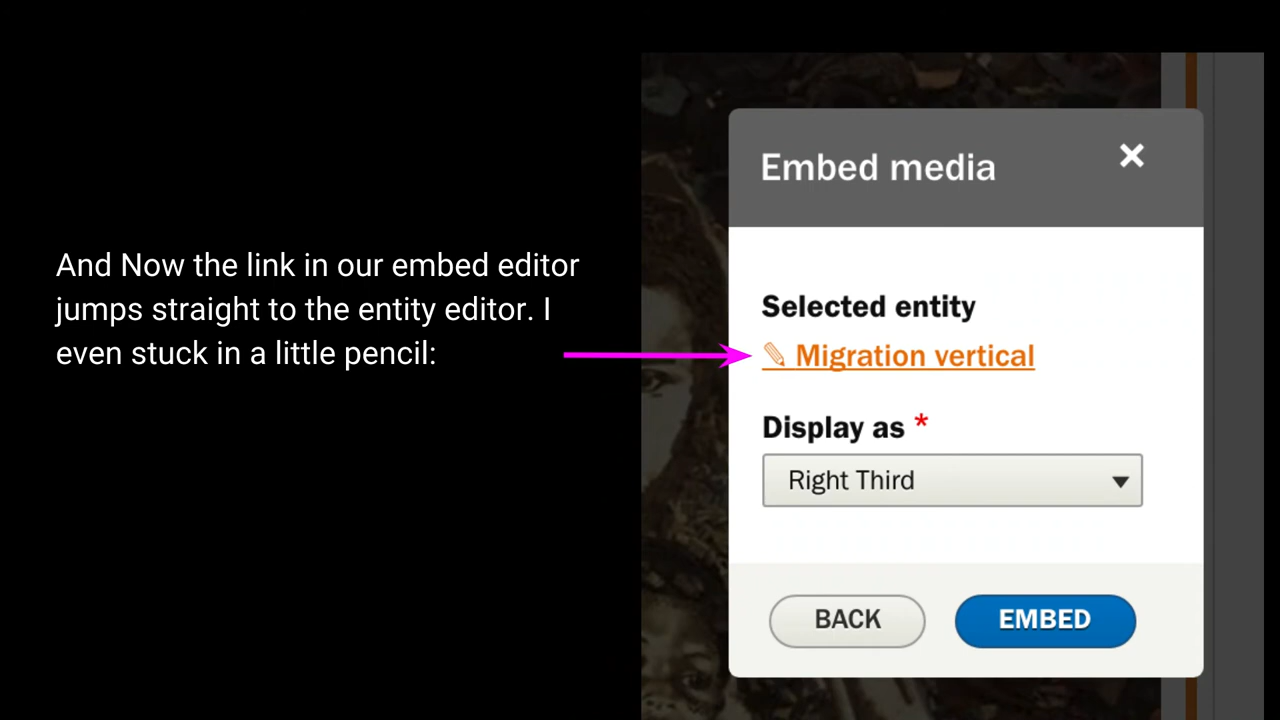 And Now the link in our embed editor
jumps straight to the entity editor. I
even stuck in a little pencil:
Embed media
Selected entity
✎ Migration vertical
Display as *
Right Third
BACK
EMBED